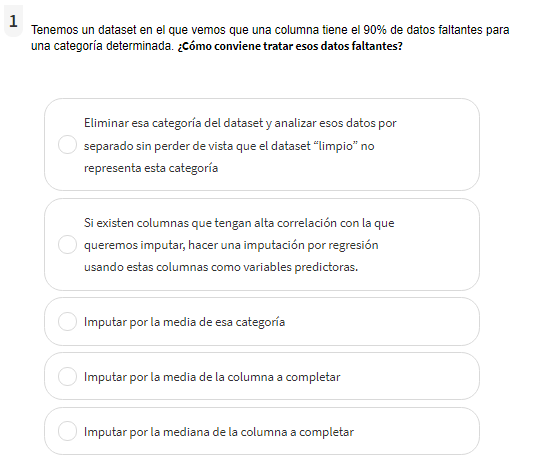 1
Tenemos un dataset en el que vemos que una columna tiene el 90% de datos faltantes para
una categoría determinada. ¿Cómo conviene tratar esos datos faltantes?
Eliminar esa categoría del dataset y analizar esos datos por
separado sin perder de vista que el dataset “limpio” no
representa esta categoría
Si existen columnas que tengan alta correlación con la que
queremos imputar, hacer una imputación por regresión
usando estas columnas como variables predictoras.
Imputar por la media de esa categoría
Imputar por la media de la columna a completar
Imputar por la mediana de la columna a completar